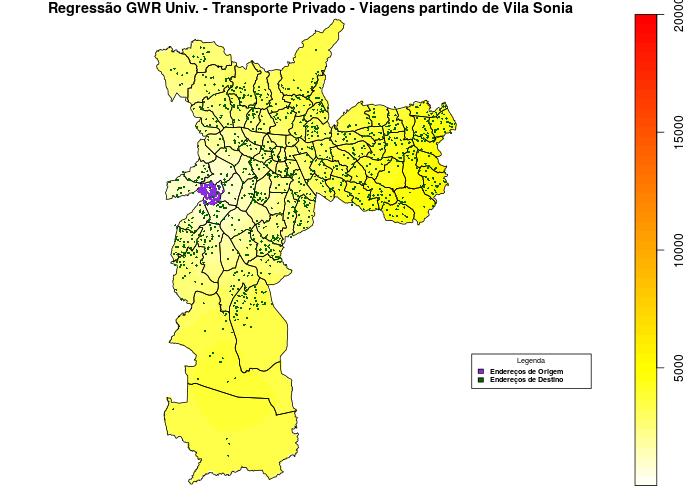 Regressão GWR Univ. - Transporte Privado - Viagens partindo de Vila Sonia
20000
15000
10000
5000
Legenda
Endereços de Origem
Endereços de Destino